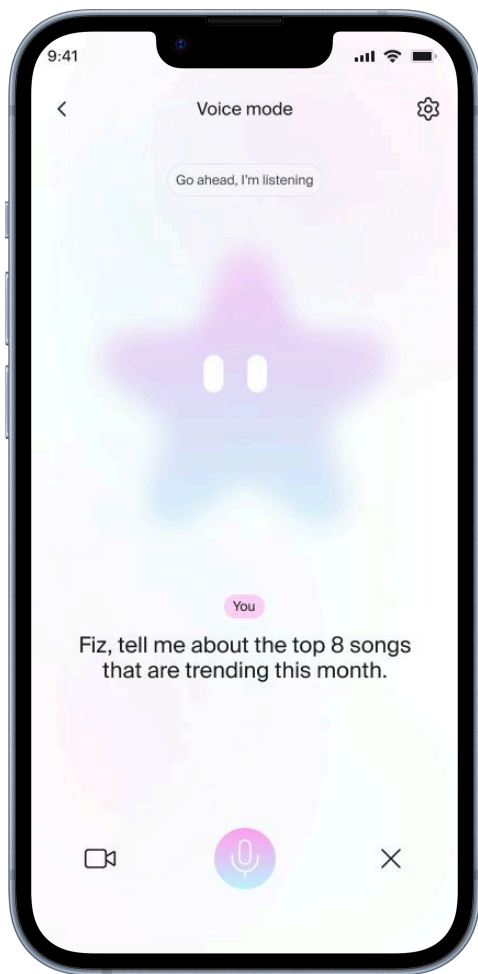 9:41
Voice mode
Go ahead, I'm listening
You
Fiz, tell me about the top 8 songs
that are trending this month.